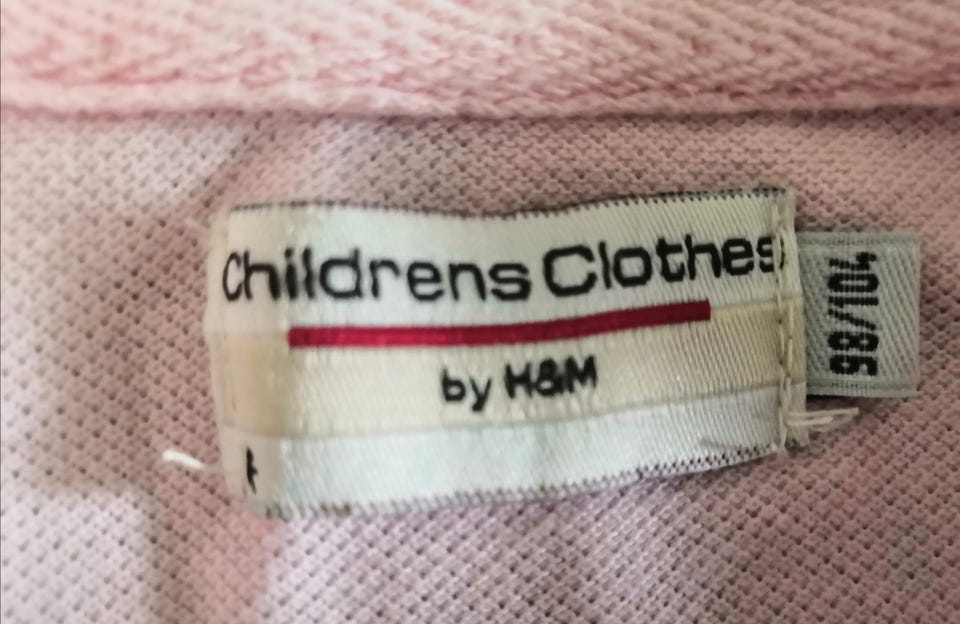 Childrens Clothes
by H&M
98/104